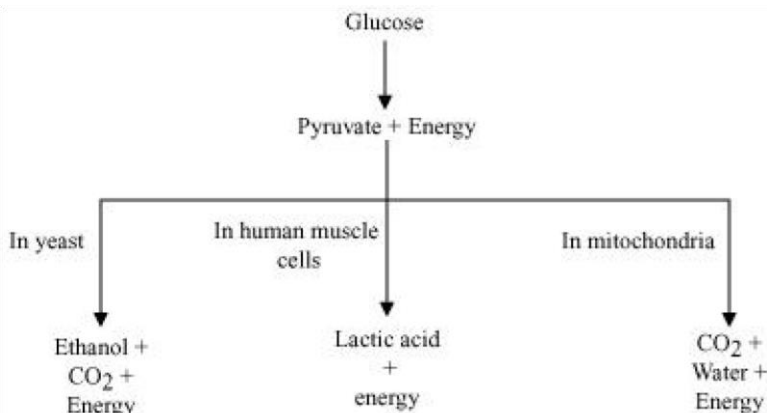 Glucose
Pyruvate + Energy
In yeast
In human muscle
cells
In mitochondria
Ethanol +
CO2 +
Energy
Lactic acid
+
energy
CO2 +
Water +
Energy